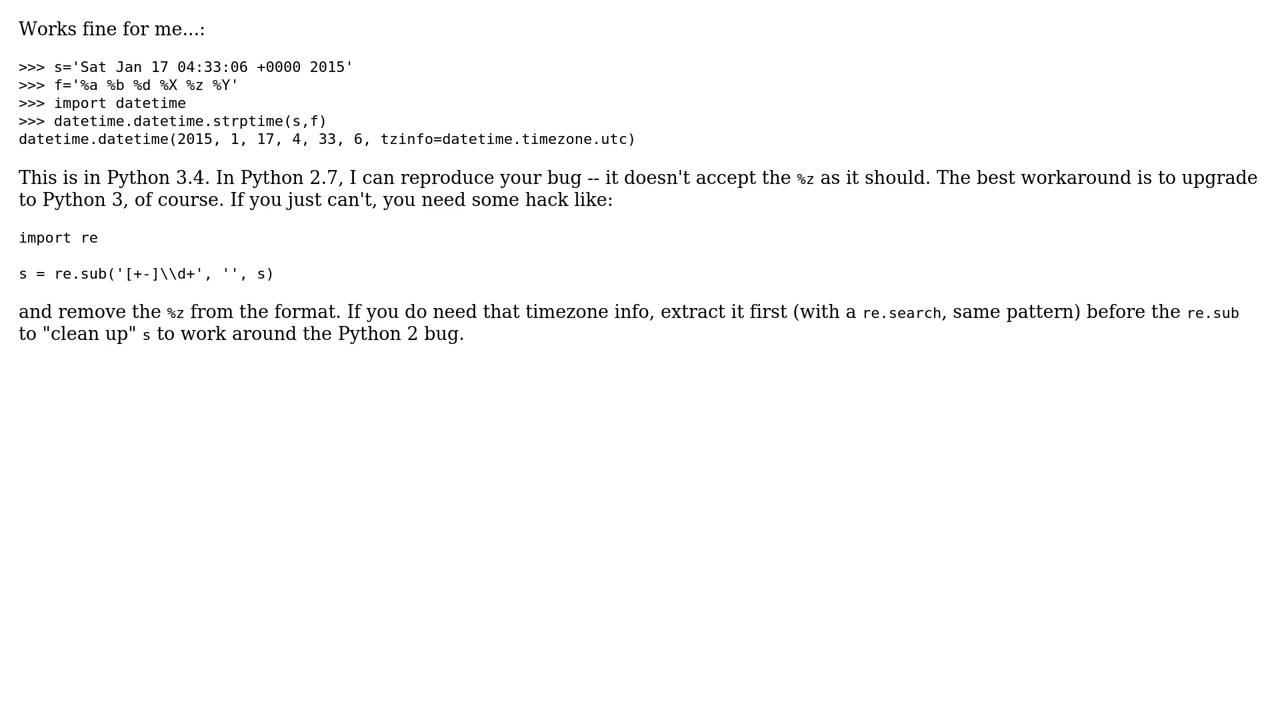 Works fine for me...:
>>> s='Sat Jan 17 04:33:06 +0000 2015'
>>> f='%a %b %d %X %z %Y'
>>> import datetime
>>> datetime.datetime.strptime(s,f)
datetime.datetime(2015, 1, 17, 4, 33, 6, tzinfo=datetime.timezone.utc)
This is in Python 3.4. In Python 2.7, I can reproduce your bug -- it doesn't accept the %z as it should. The best workaround is to upgrade
to Python 3, of course. If you just can't, you need some hack like:
import re
s = re.sub('[+-]\\d+', '', s)
and remove the %z from the format. If you do need that timezone info, extract it first (with a re.search, same pattern) before the re.sub
to "clean up" s to work around the Python 2 bug.